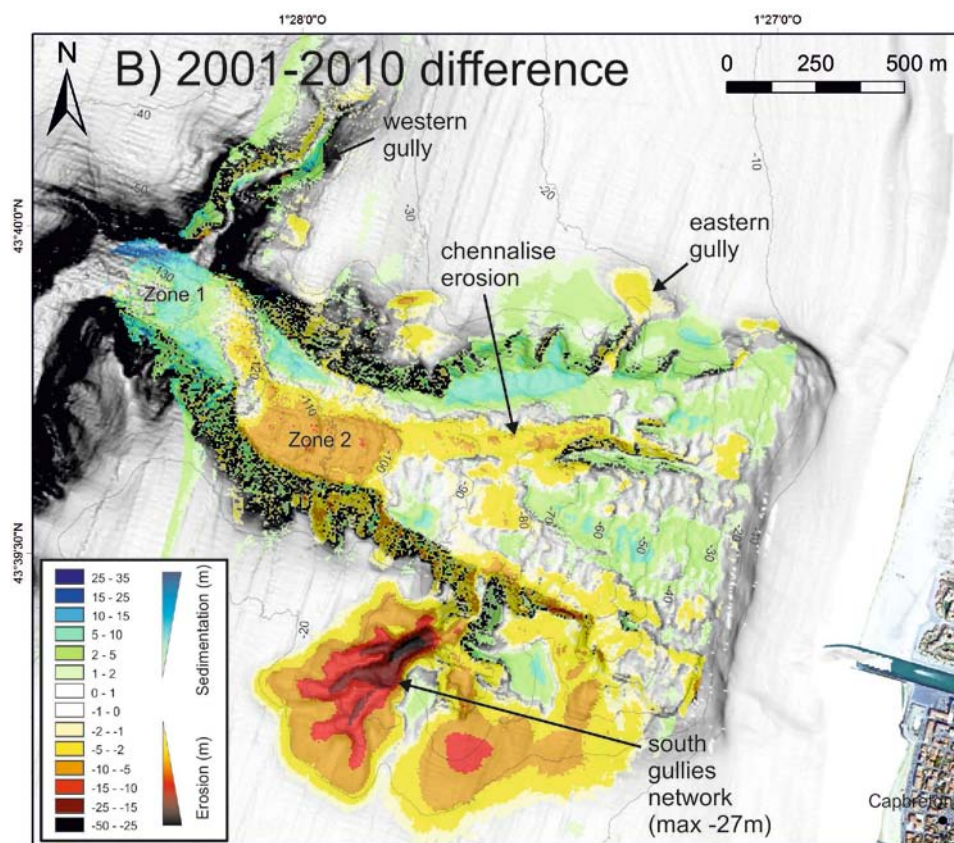 1°28'0"O
1°27'0"O
N
B) 2001-2010 difference
0 250 500 m
western
gully
-40
-50
-10
-20
-30
43°40'0"N
chennalise
erosion
eastern
gully
-130
Zone 1
-120
-110
Zone 2
-100
-90
-80
-70
-60
-50
-40
-30
-20
-40
43°39'30"N
-20
25 - 35
15 - 25
10 - 15
5 - 10
2 - 5
1 - 2
0 - 1
-1 - 0
-2 - -1
-5 - -2
-10 - -5
-15 - -10
-25 - -15
-50 - -25
Sedimentation (m)
Erosion (m)
south
gullies
network
(max -27m)
Capbreton